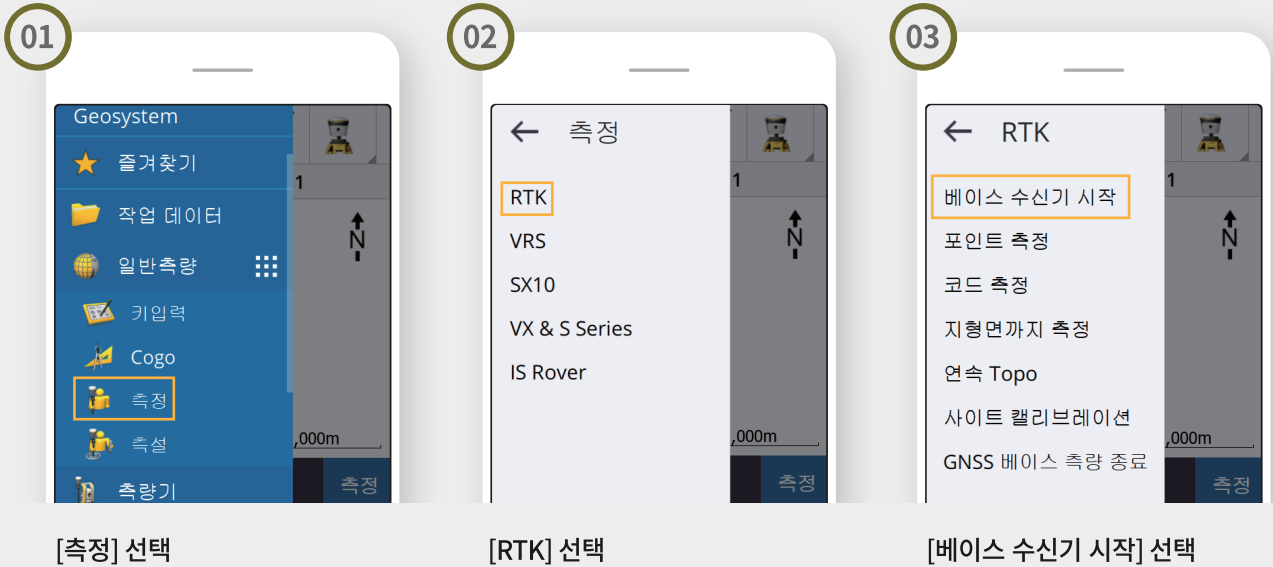 01
Geosystem
즐겨찾기
작업 데이터
일반측량
키입력
Cogo
측정
측설
측량기
1
N
,000m
측정
[측정] 선택
02
측정
RTK
VRS
SX10
VX & S Series
IS Rover
1
N
,000m
측정
[RTK] 선택
03
RTK
베이스 수신기 시작
포인트 측정
코드 측정
지형면까지 측정
연속 Topo
사이트 캘리브레이션
GNSS 베이스 측량 종료
1
N
,000m
측정
[베이스 수신기 시작] 선택